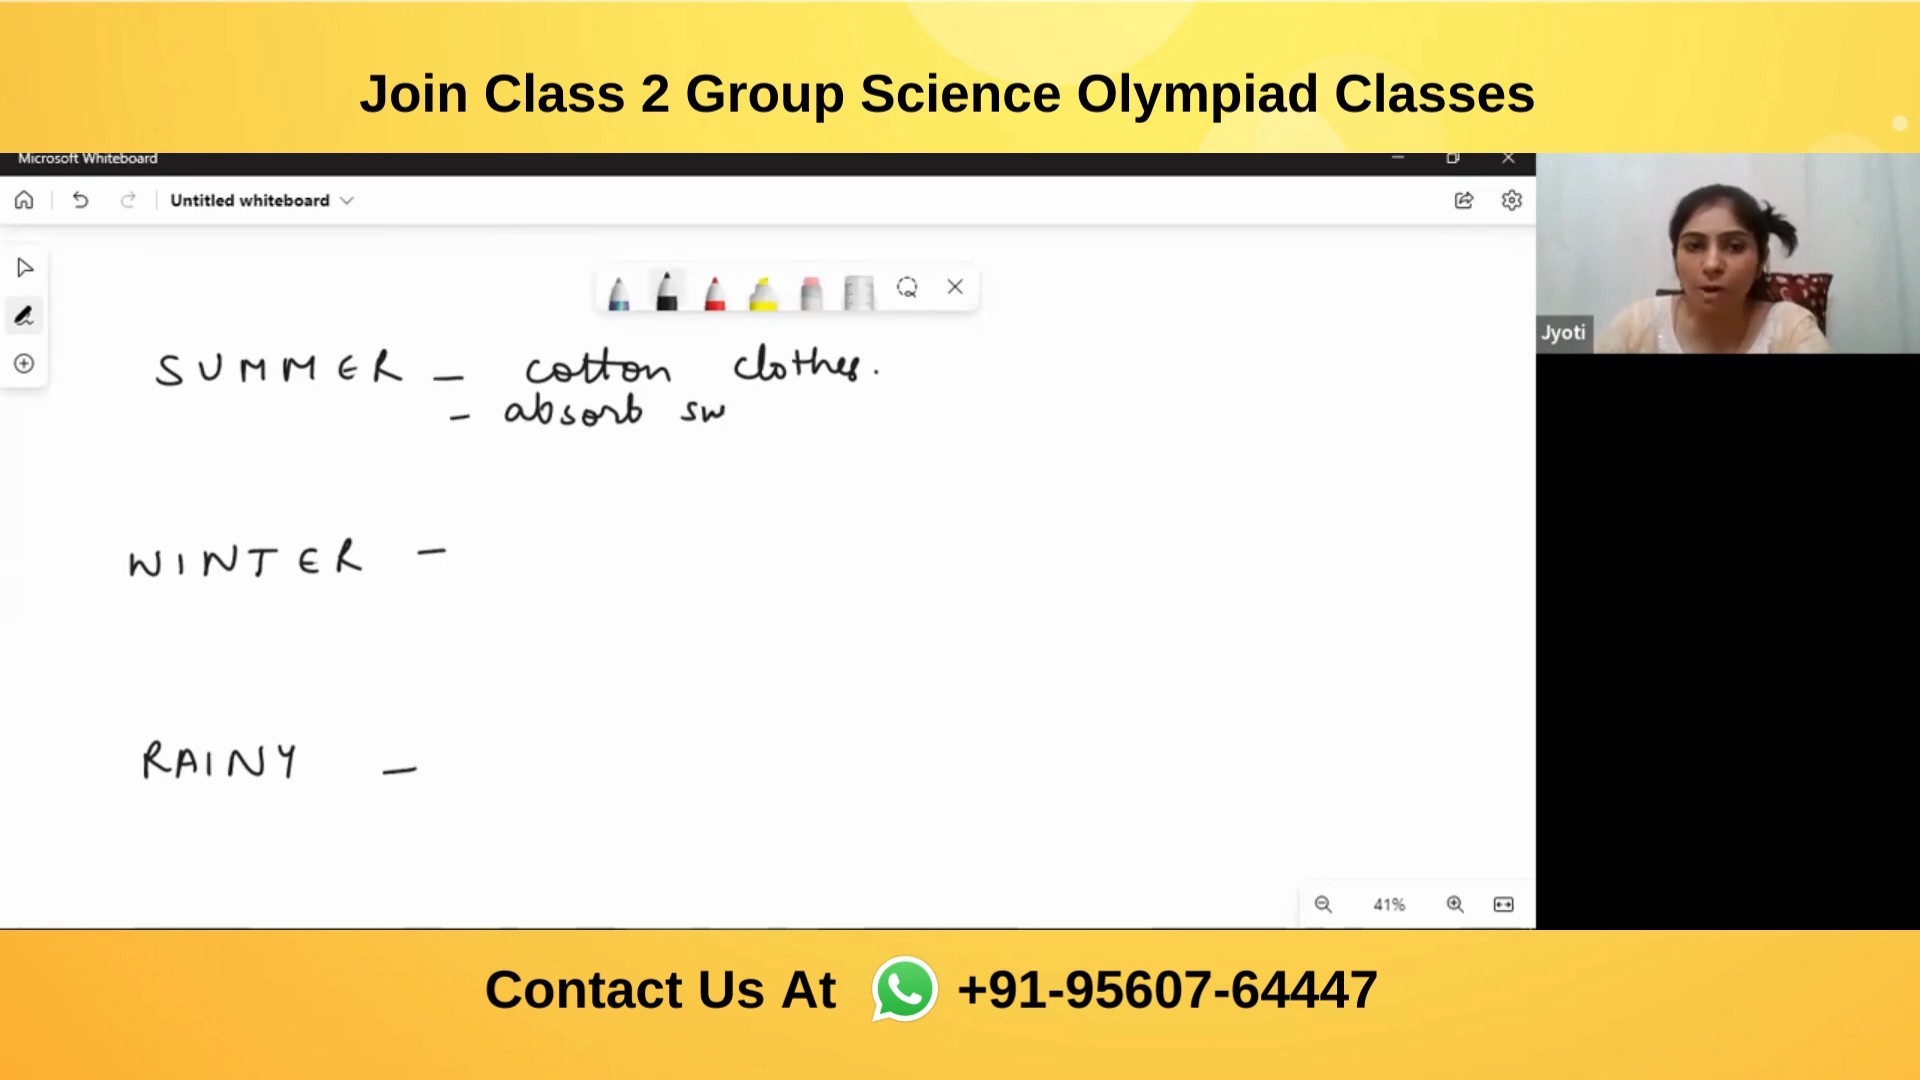 Join Class 2 Group Science Olympiad Classes
Microsoft Whiteboard
Untitled whiteboard
SUMMER - cotton clothes.
- absorb sw
Jyoti
WINTER -
RAINY -
41%
Contact Us At +91-95607-64447